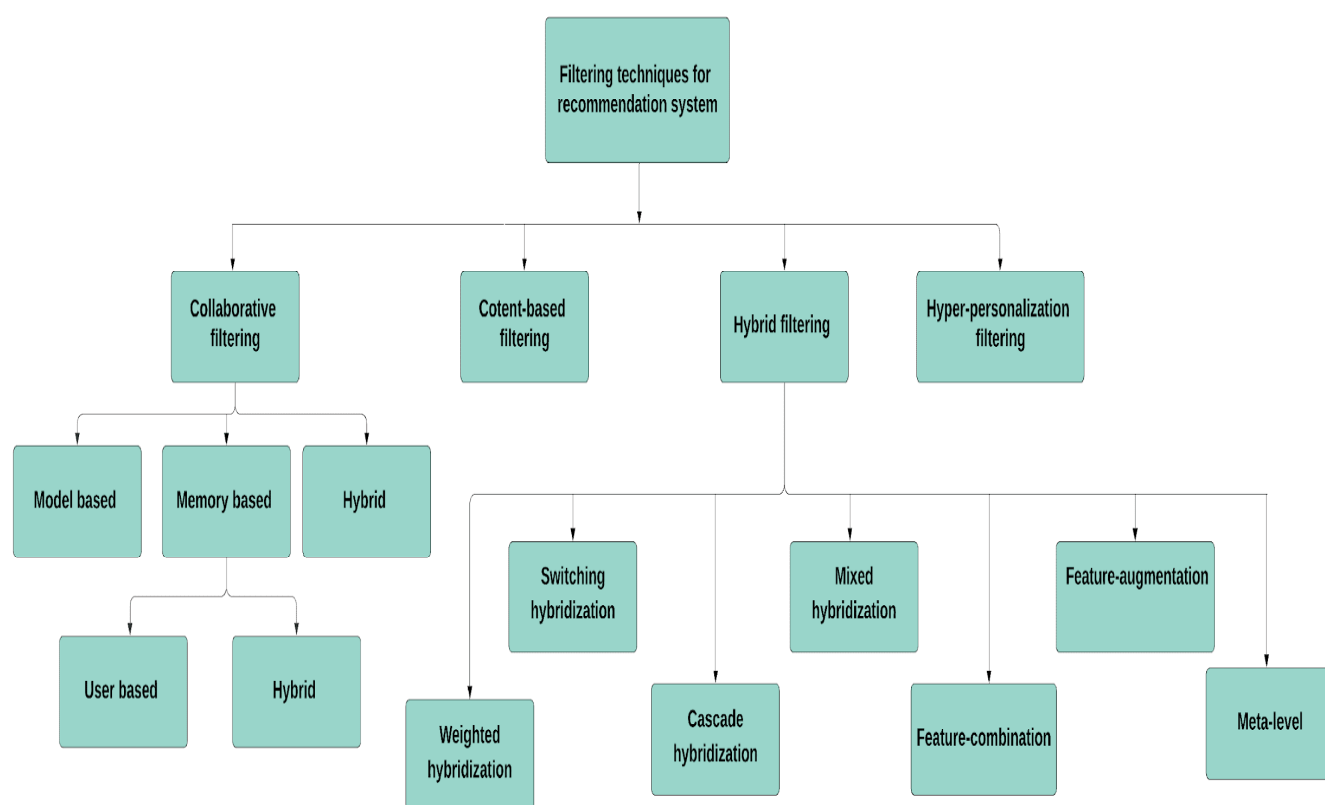 Filtering techniques for
recommendation system
Collaborative
filtering
Cotent-based
filtering
Hybrid filtering
Hyper-personalization
filtering
Model based
Memory based
Hybrid
Switching
hybridization
Mixed
hybridization
Feature-augmentation
User based
Hybrid
Weighted
hybridization
Cascade
hybridization
Feature-combination
Meta-level